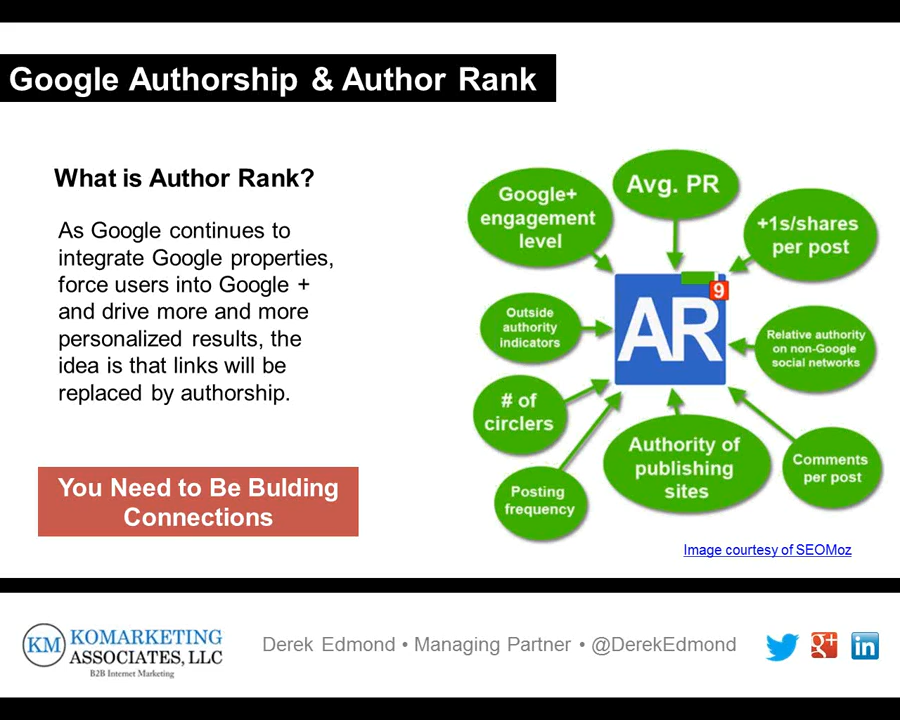 Google Authorship & Author Rank
What is Author Rank?
As Google continues to
integrate Google properties,
force users into Google +
and drive more and more
personalized results, the
idea is that links will be
replaced by authorship.
You Need to Be Bulding
Connections
Google+
engagement
level
Avg. PR
+1s/shares
per post
Outside
authority
indicators
AR
9
Relative authority
on non-Google
social networks
# of
circlers
Authority of
publishing
sites
Comments
per post
Posting
frequency
Image courtesy of SEOMoz
KM
KOMARKETING
ASSOCIATES, LLC
B2B Internet Marketing
Derek Edmond • Managing Partner • @DerekEdmond
g+
in